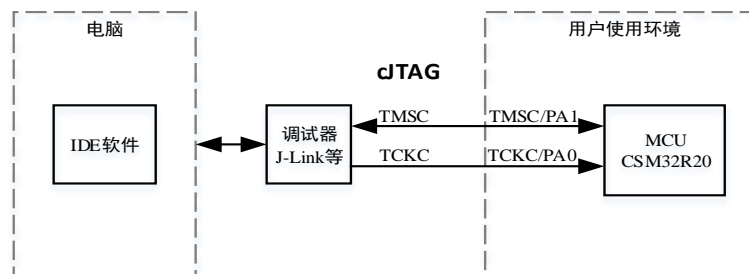 电脑
用户使用环境
cJTAG
IDE软件
调试器
J-Link等
TMSC
TMSC/PA1
TCKC
TCKC/PA0
MCU
CSM32R20